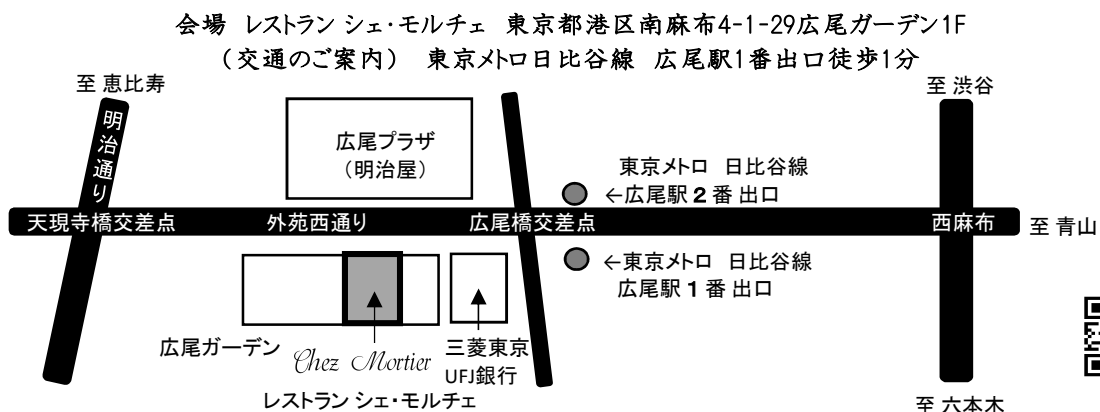 会場 レストラン シェ・モルチェ 東京都港区南麻布4-1-29広尾ガーデン1F
（交通のご案内） 東京メトロ日比谷線 広尾駅1番出口徒歩1分
至 恵比寿
至 渋谷
明治通り
広尾プラザ
（明治屋）
東京メトロ 日比谷線
←広尾駅 2 番 出口
天現寺橋交差点
外苑西通り
広尾橋交差点
西麻布
至 青山
←東京メトロ 日比谷線
広尾駅 1 番 出口
広尾ガーデン
Chez Mortier
三菱東京
UFJ銀行
レストラン シェ・モルチェ
至 六本木